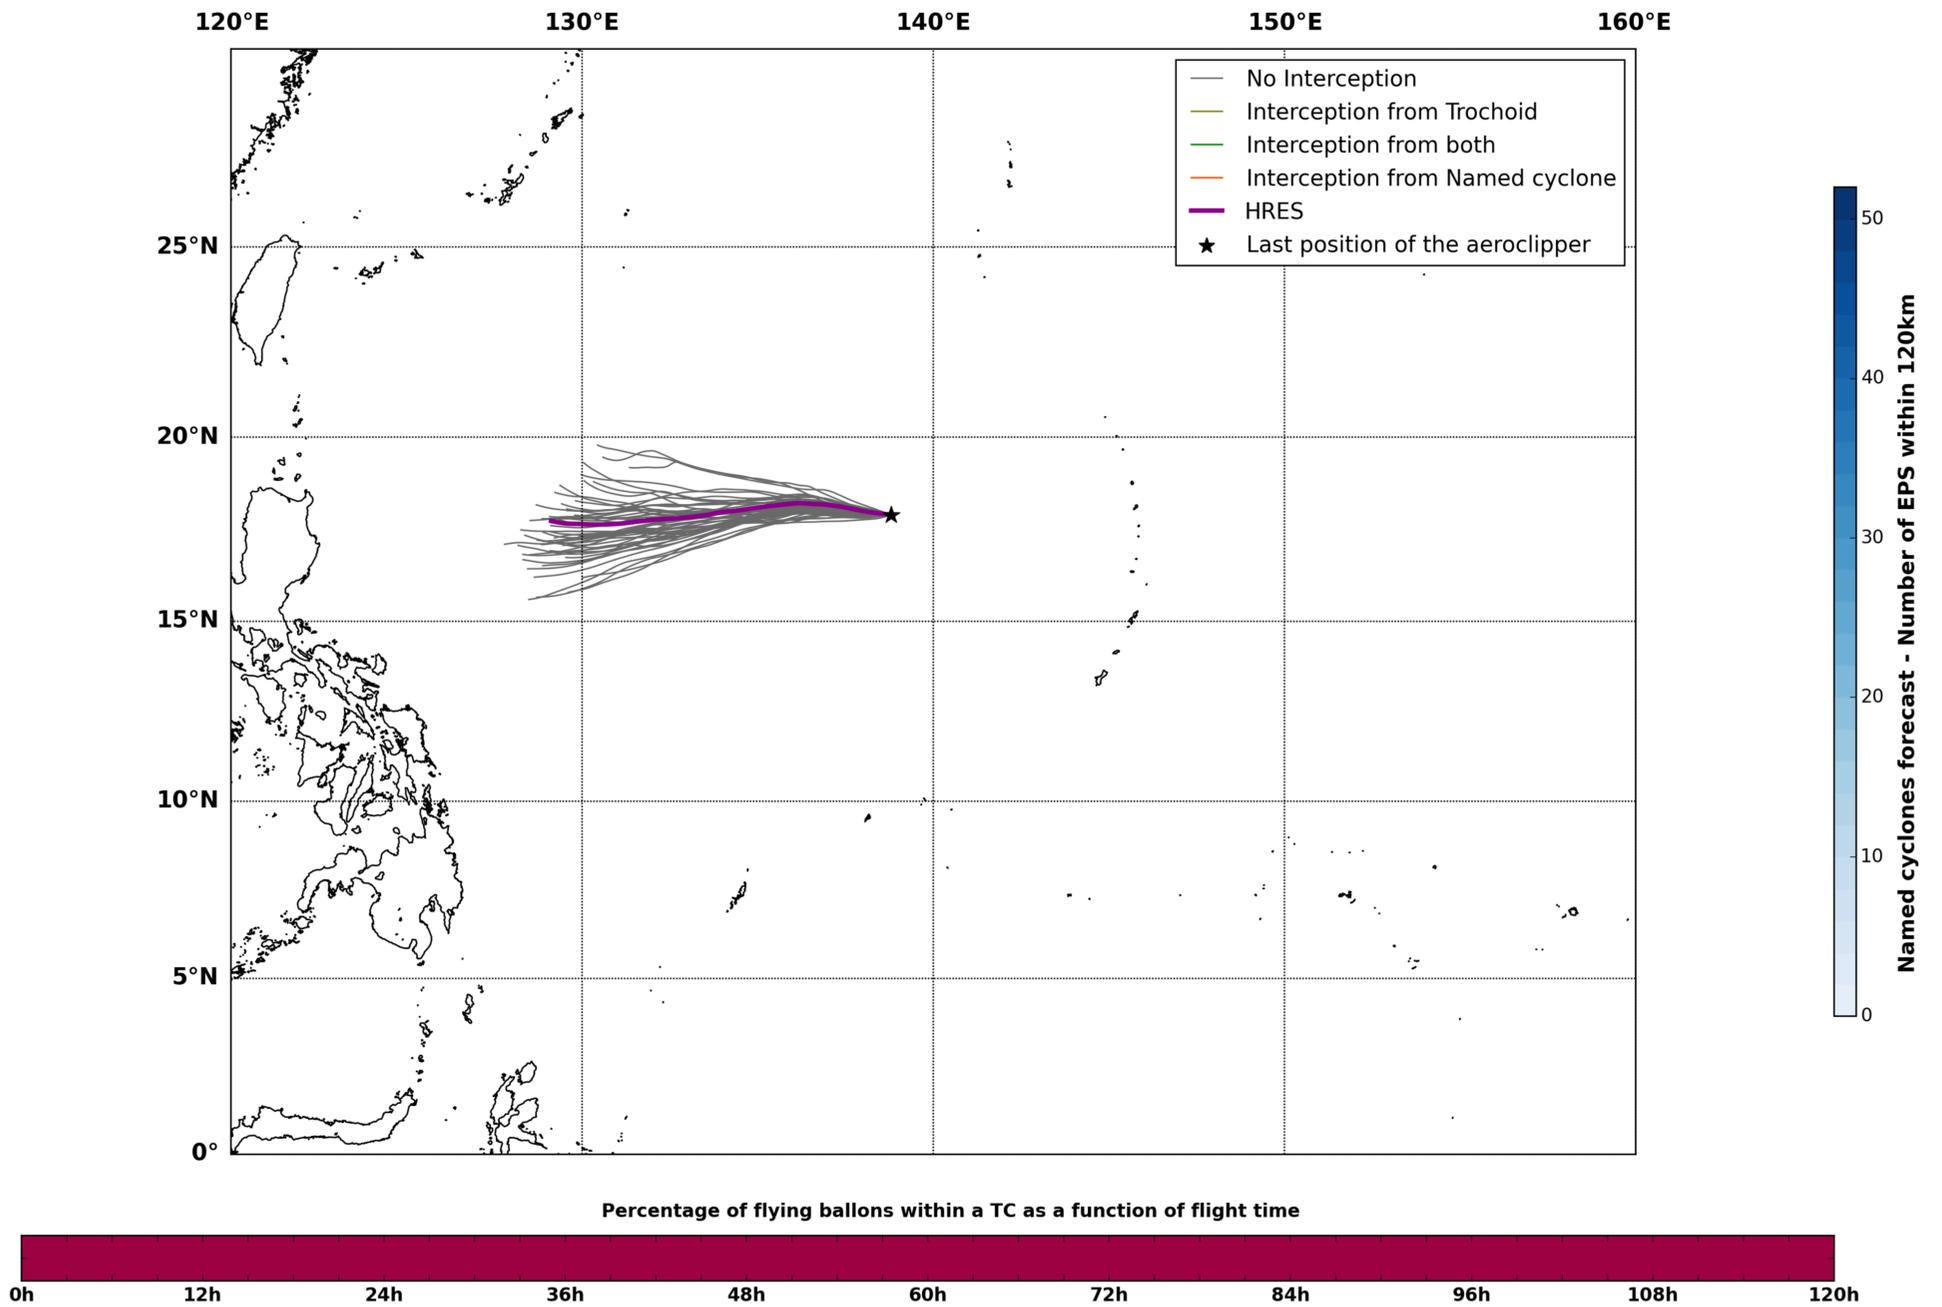 120°E 130°E 140°E 150°E 160°E
No Interception
Interception from Trochoid
Interception from both
Interception from Named cyclone
HRES
Last position of the aeroclipper
25°N
20°N
15°N
10°N
5°N
0°
50
40
30
20
10
0
Named cyclones forecast - Number of EPS within 120km
Percentage of flying ballons within a TC as a function of flight time
0h 12h 24h 36h 48h 60h 72h 84h 96h 108h 120h